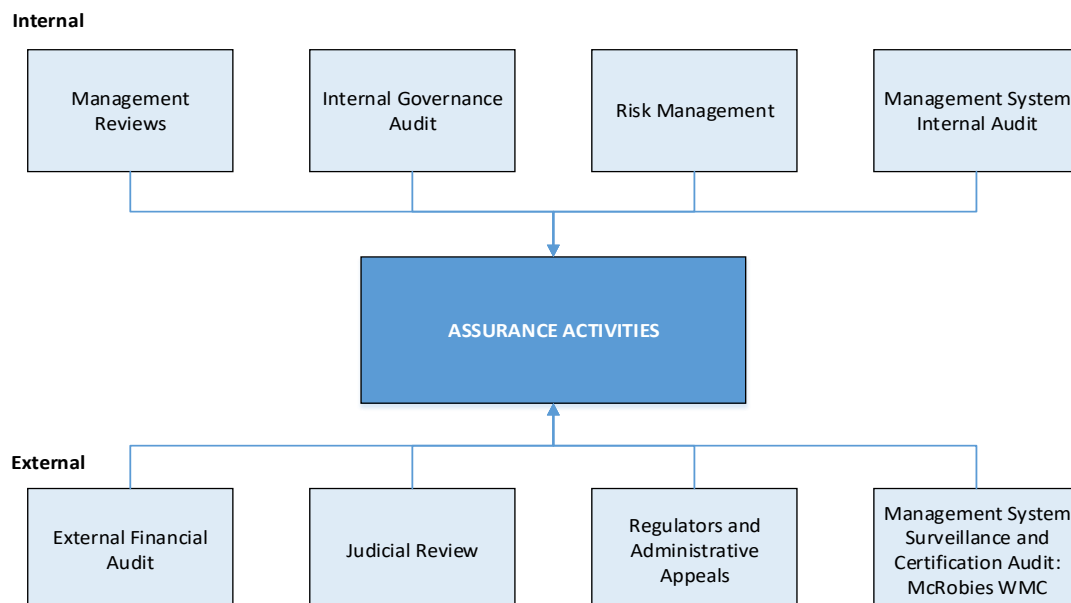 Internal
Management
Reviews
Internal Governance
Audit
Risk Management
Management System
Internal Audit
ASSURANCE ACTIVITIES
External
External Financial
Audit
Judicial Review
Regulators and
Administrative
Appeals
Management System
Surveillance and
Certification Audit:
McRobies WMC